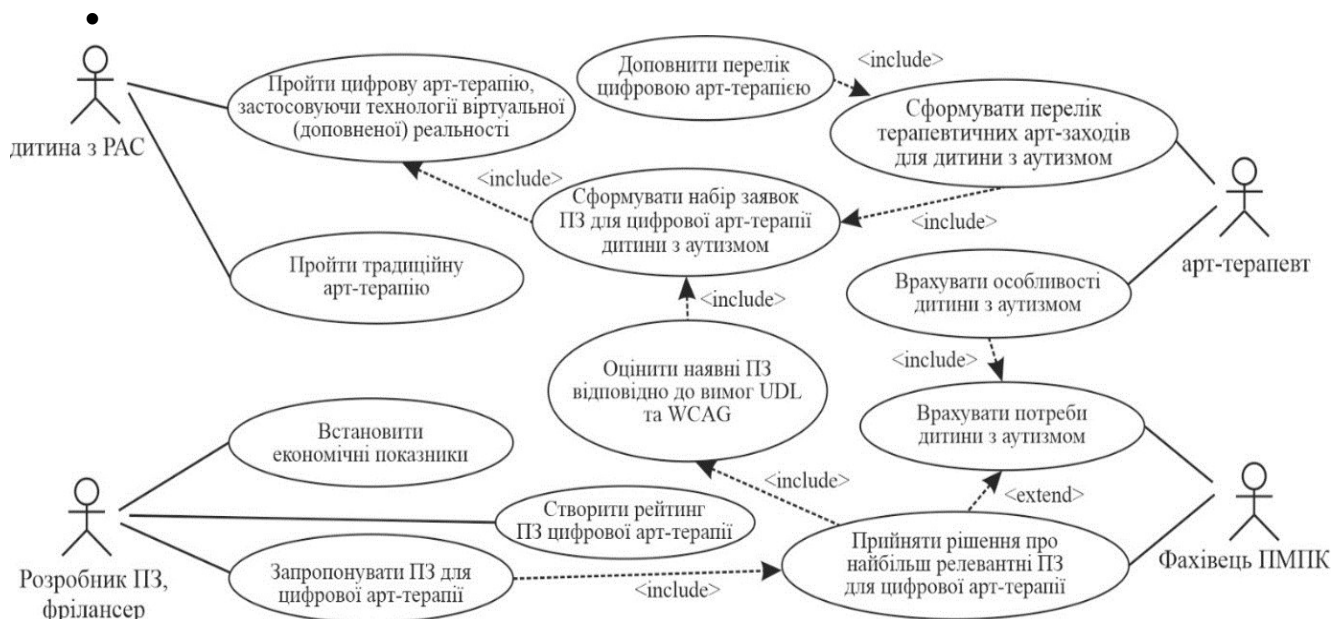 дитина з РАС
Пройти цифрову арт-терапію,
застосовуючи технології віртуальної
(доповненої) реальності
Доповнити перелік
цифровою арт-терапією
<include>
Сформувати перелік
терапевтичних арт-заходів
для дитини з аутизмом
<include>
Сформувати набір заявок
ПЗ для цифрової арт-терапії
дитини з аутизмом
<include>
арт-терапевт
Пройти традиційну
арт-терапію
Врахувати особливості
дитини з аутизмом
<include>
<include>
Оцінити наявні ПЗ
відповідно до вимог UDL
та WCAG
Врахувати потреби
дитини з аутизмом
Встановити
економічні показники
<include>
<extend>
Створити рейтинг
ПЗ цифрової арт-терапії
Розробник ПЗ,
фрілансер
Запропонувати ПЗ для
цифрової арт-терапії
<include>
Прийняти рішення про
найбільш релевантні ПЗ
для цифрової арт-терапії
Фахівець ПМПК